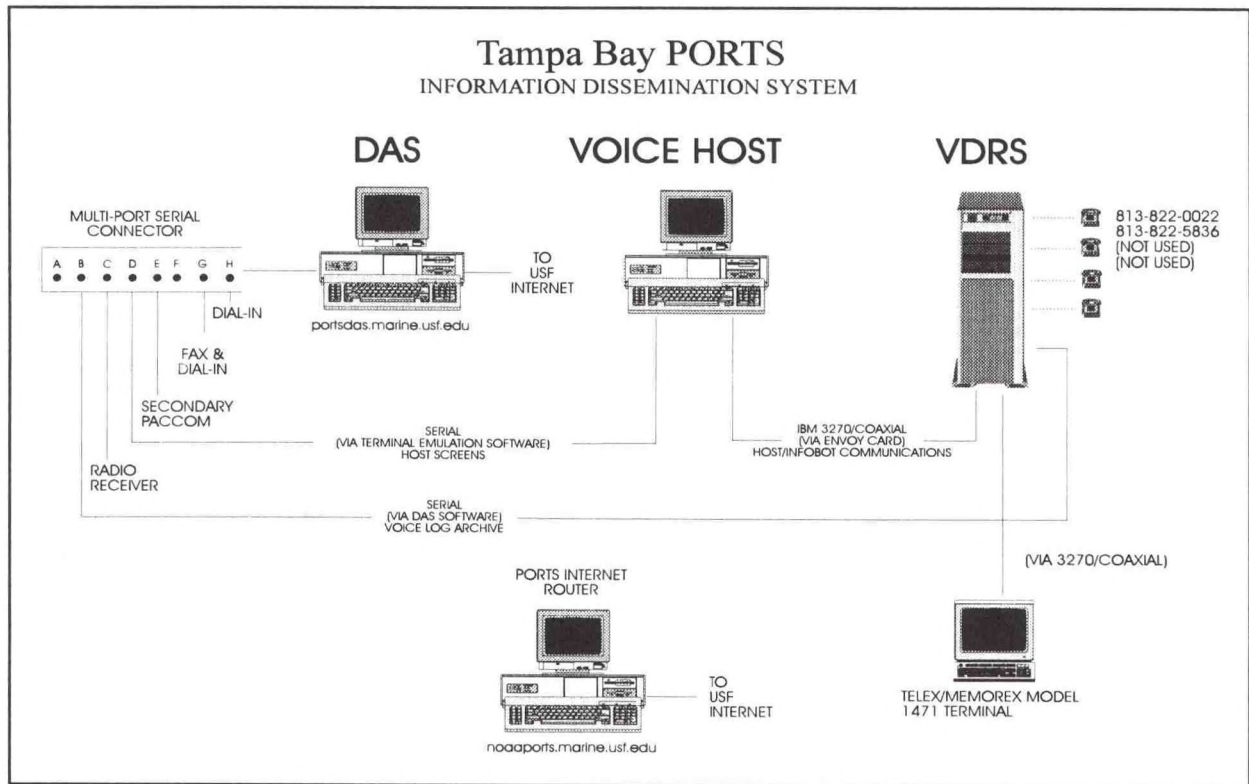 Tampa Bay PORTS
INFORMATION DISSEMINATION SYSTEM
DAS
VOICE HOST
VDRS
MULTI-PORT SERIAL
CONNECTOR
A B C D E F G H
DIAL-IN
FAX &
DIAL-IN
SECONDARY
PACCOM
RADIO
RECEIVER
portsdas.marine.usf.edu
TO
USF
INTERNET
813-822-0022
813-822-5836
(NOT USED)
(NOT USED)
SERIAL
(VIA TERMINAL EMULATION SOFTWARE)
HOST SCREENS
IBM 3270/COAXIAL
(VIA ENVOY CARD)
HOST/INFOBOT COMMUNICATIONS
SERIAL
(VIA DAS SOFTWARE)
VOICE LOG ARCHIVE
(VIA 3270/COAXIAL)
PORTS INTERNET
ROUTER
noaaports.marine.usf.edu
TO
USF
INTERNET
TELEX/MEMOREX MODEL
1471 TERMINAL